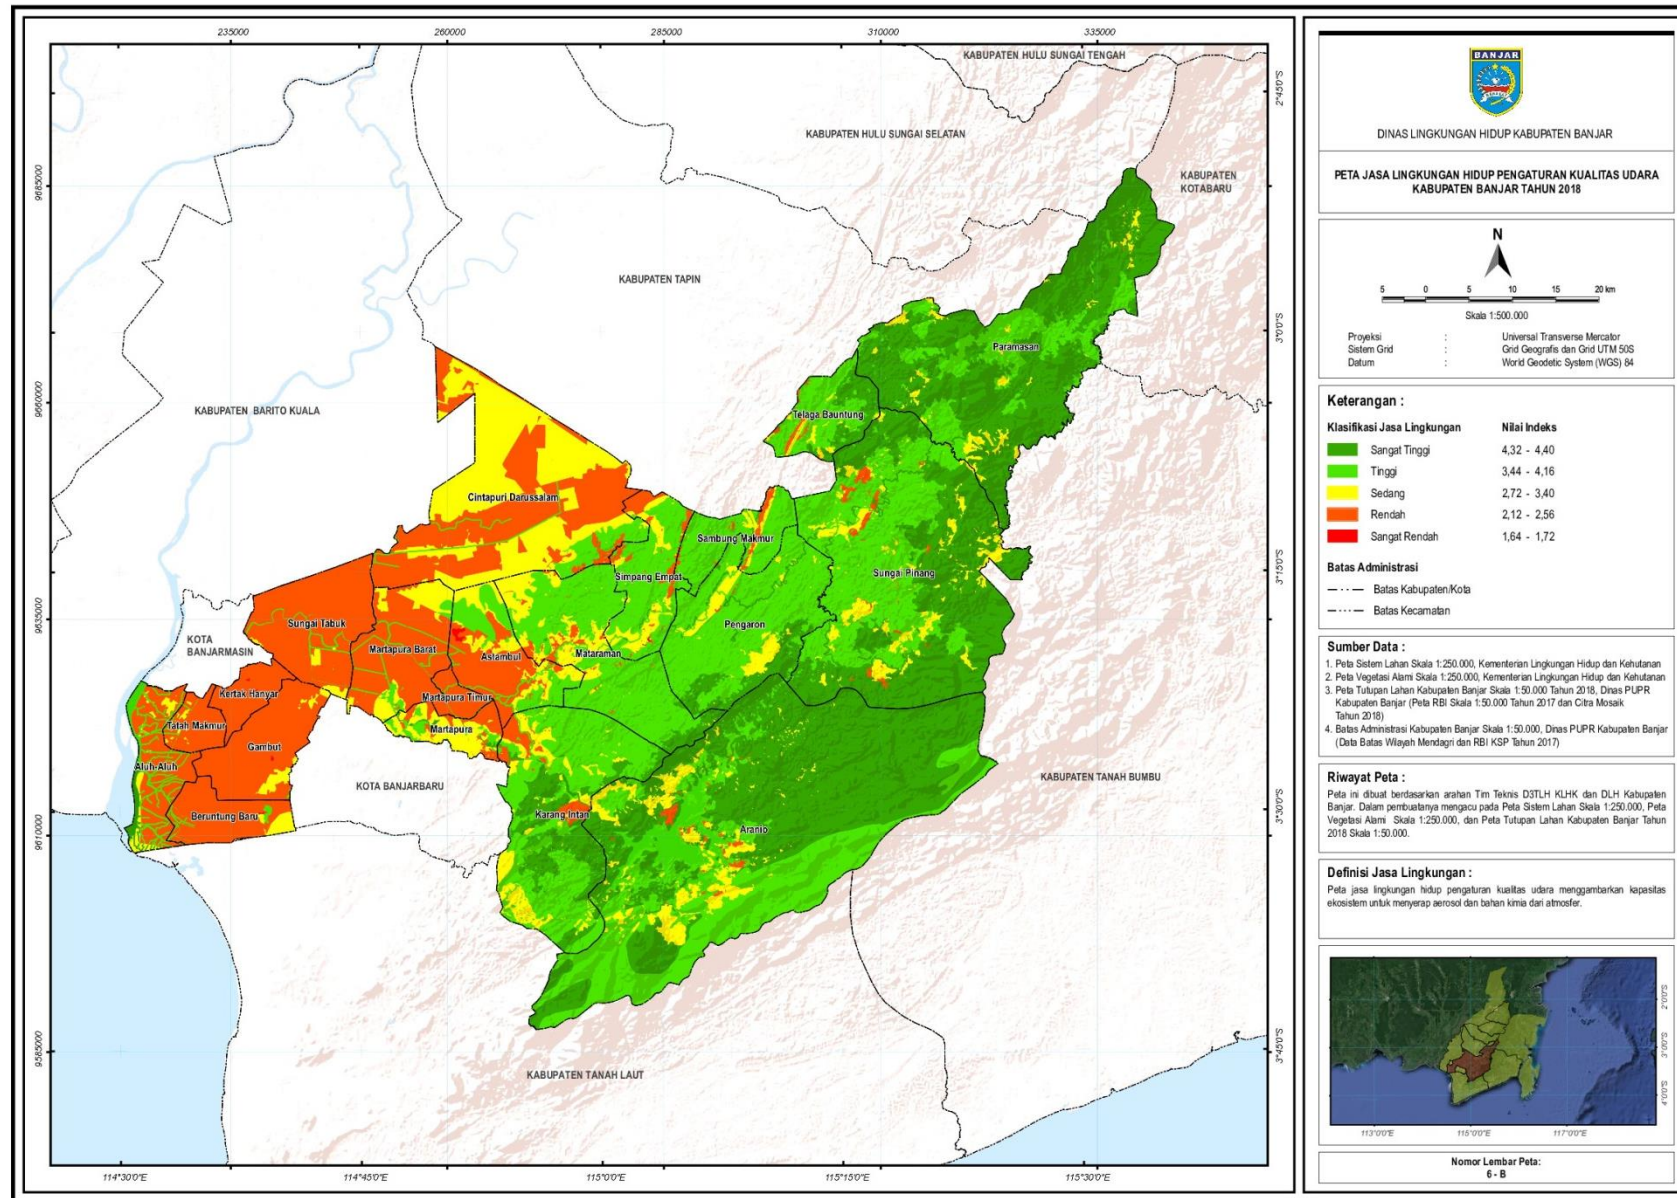 235000
260000
285000
310000
335000
KABUPATEN HULU SUNGAI TENGAH
KABUPATEN HULU SUNGAI SELATAN
KABUPATEN
KOTABARU
KABUPATEN TAPIN
KABUPATEN BARITO KUALA
KOTA
BANJARMASIN
KOTA BANJARBARU
KABUPATEN TANAH BUMBU
KABUPATEN TANAH LAUT
Paramasan
Telaga Bauntung
Cintapuri Darussalam
Sambung Makmur
Simpang Empat
Sungai Pinang
Pengaron
Sungai Tabuk
Martapura Barat
Astambul
Mataraman
Kertak Hanyar
Martapura Timur
Tatah Makmur
Martapura
Gambut
Aluh-Aluh
Beruntung Baru
Karang Intan
Aranio
9685000
9660000
9635000
9610000
9585000
2°45'0"S
3°0'0"S
3°15'0"S
3°30'0"S
3°45'0"S
114°30'0"E
114°45'0"E
115°0'0"E
115°15'0"E
115°30'0"E
BANJAR
DINAS LINGKUNGAN HIDUP KABUPATEN BANJAR
PETA JASA LINGKUNGAN HIDUP PENGATURAN KUALITAS UDARA
KABUPATEN BANJAR TAHUN 2018
N
5 0 5 10 15 20 km
Skala 1:500.000
Proyeksi : Universal Transverse Mercator
Sistem Grid : Grid Geografis dan Grid UTM 50S
Datum : World Geodetic System (WGS) 84
Keterangan :
Klasifikasi Jasa Lingkungan Nilai Indeks
Sangat Tinggi 4,32 - 4,40
Tinggi 3,44 - 4,16
Sedang 2,72 - 3,40
Rendah 2,12 - 2,56
Sangat Rendah 1,64 - 1,72
Batas Administrasi
Batas Kabupaten/Kota
Batas Kecamatan
Sumber Data :
1. Peta Sistem Lahan Skala 1:250.000, Kementerian Lingkungan Hidup dan Kehutanan
2. Peta Vegetasi Alami Skala 1:250.000, Kementerian Lingkungan Hidup dan Kehutanan
3. Peta Tutupan Lahan Kabupaten Banjar Skala 1:50.000 Tahun 2018, Dinas PUPR
Kabupaten Banjar (Peta RBI Skala 1:50.000 Tahun 2017 dan Citra Mosaik
Tahun 2018)
4. Batas Administrasi Kabupaten Banjar Skala 1:50.000, Dinas PUPR Kabupaten Banjar
(Data Batas Wilayah Mendagri dan RBI KSP Tahun 2017)
Riwayat Peta :
Peta ini dibuat berdasarkan arahan Tim Teknis D3TLH KLHK dan DLH Kabupaten
Banjar. Dalam pembuatanya mengacu pada Peta Sistem Lahan Skala 1:250.000, Peta
Vegetasi Alami Skala 1:250.000, dan Peta Tutupan Lahan Kabupaten Banjar Tahun
2018 Skala 1:50.000.
Definisi Jasa Lingkungan :
Peta jasa lingkungan hidup pengaturan kualitas udara menggambarkan kapasitas
ekosistem untuk menyerap aerosol dan bahan kimia dari atmosfer.
2°0'0"S
3°0'0"S
4°0'0"S
113°0'0"E
115°0'0"E
117°0'0"E
Nomor Lembar Peta:
6 - B